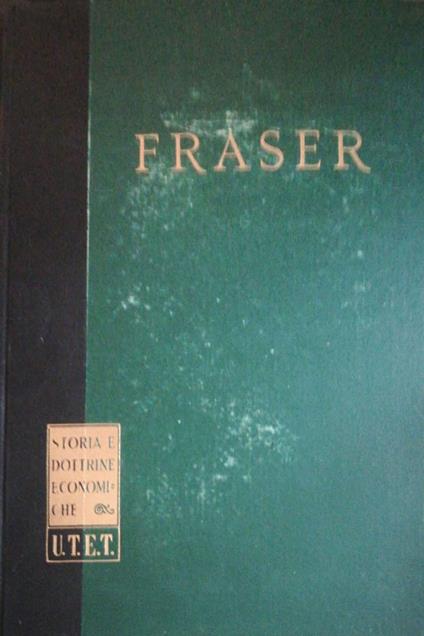 FRASER
STORIA E
DOTTRINE
ECONOMI=
CHE
U.T.E.T.